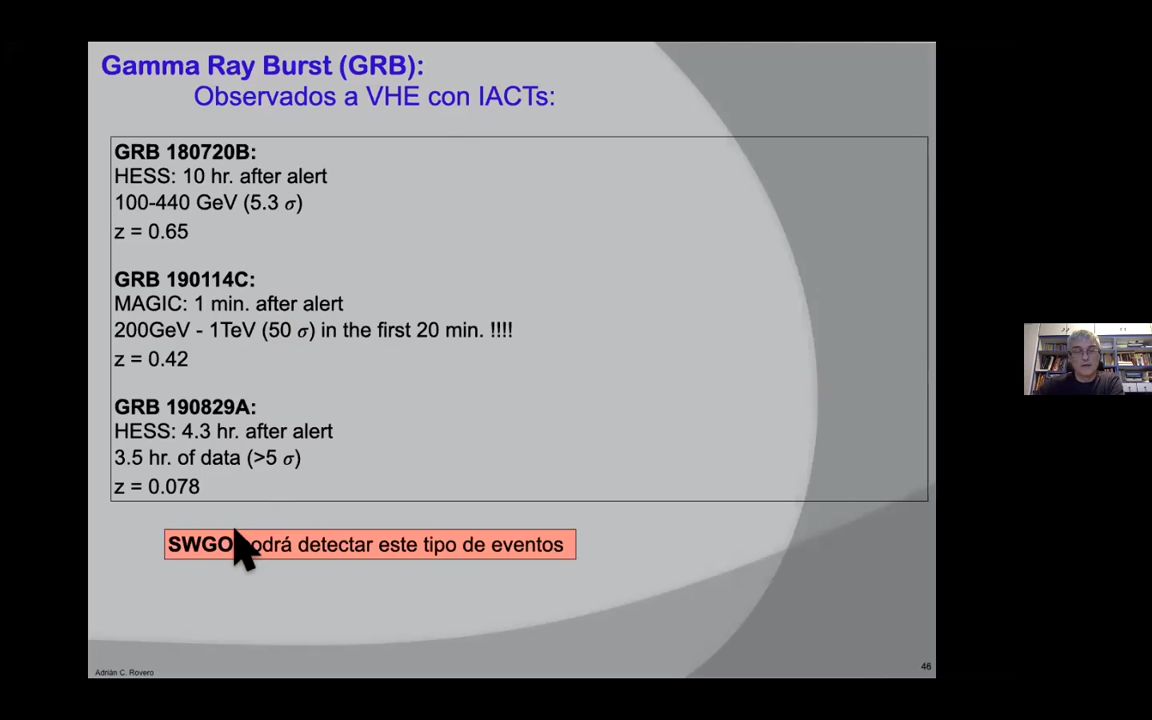 Gamma Ray Burst (GRB):
Observados a VHE con IACTs:
GRB 180720B:
HESS: 10 hr. after alert
100-440 GeV (5.3 σ)
z = 0.65
GRB 190114C:
MAGIC: 1 min. after alert
200GeV - 1TeV (50 σ) in the first 20 min. !!!!
z = 0.42
GRB 190829A:
HESS: 4.3 hr. after alert
3.5 hr. of data (>5 σ)
z = 0.078
SWGO podrá detectar este tipo de eventos
Adrián C. Rovero
46